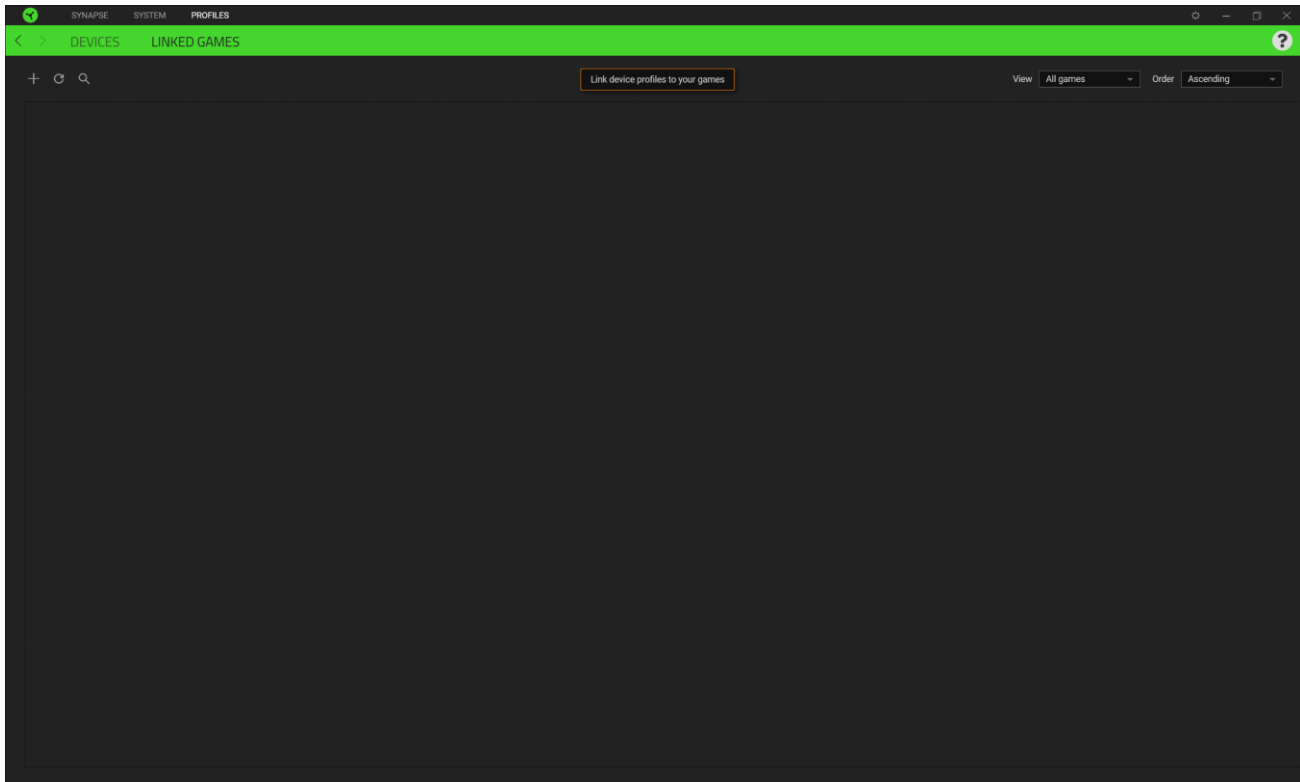 SYNAPSE SYSTEM PROFILES
DEVICES LINKED GAMES ?
Link device profiles to your games View All games Order Ascending